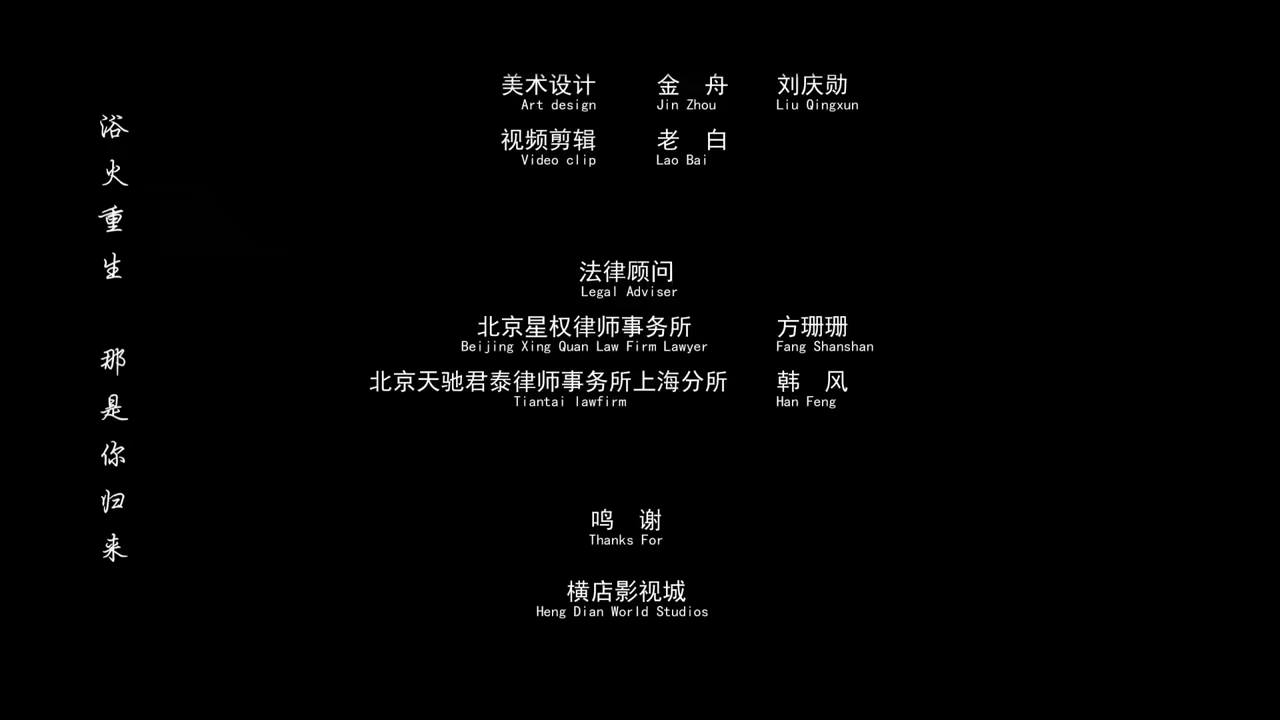 浴火重生 那是你归来
美术设计 金 舟 刘庆勋
Art design Jin Zhou Liu Qingxun
视频剪辑 老 白
Video clip Lao Bai
法律顾问
Legal Adviser
北京星权律师事务所 方珊珊
Beijing Xing Quan Law Firm Lawyer Fang Shanshan
北京天驰君泰律师事务所上海分所 韩 风
Tiantai lawfirm Han Feng
鸣 谢
Thanks For
横店影视城
Heng Dian World Studios